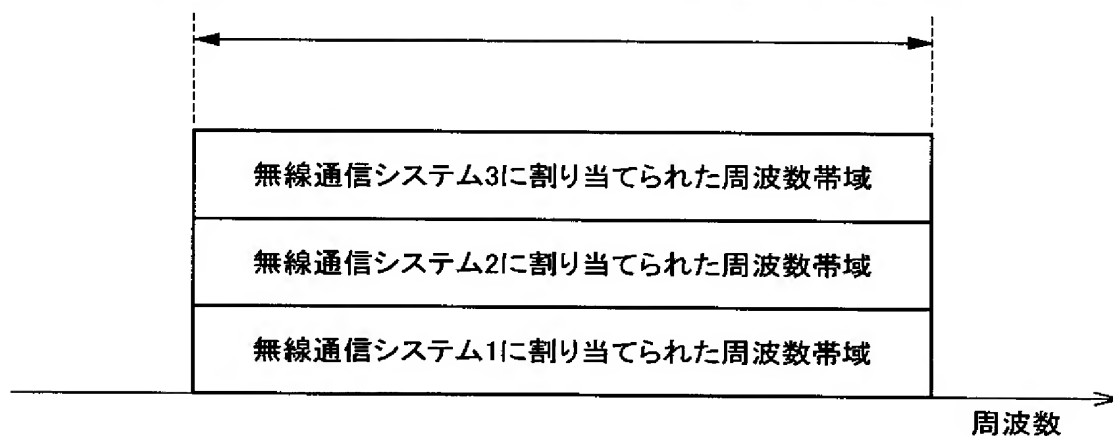 無線通信システム3に割り当てられた周波数帯域
無線通信システム2に割り当てられた周波数帯域
無線通信システム1に割り当てられた周波数帯域
周波数